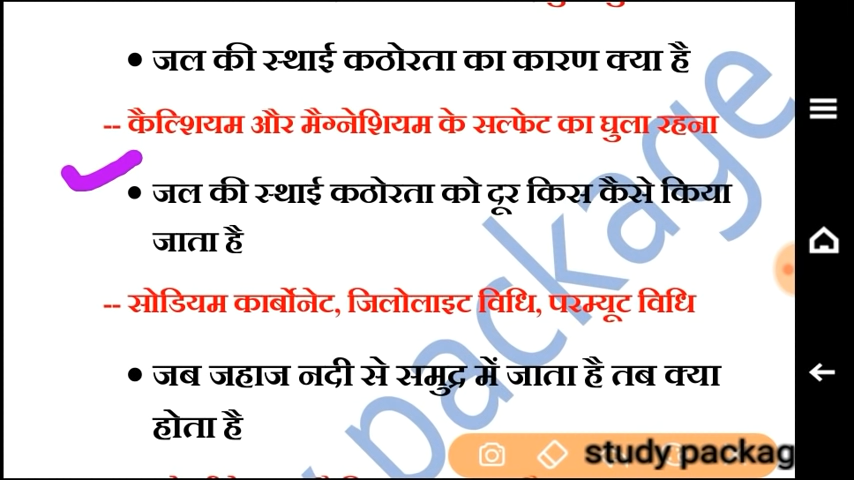 • जल की स्थाई कठोरता का कारण क्या है
-- कैल्शियम और मैग्नेशियम के सल्फेट का घुला रहना
• जल की स्थाई कठोरता को दूर किस कैसे किया
जाता है
-- सोडियम कार्बोनेट, जिलोलाइट विधि, परम्यूट विधि
• जब जहाज नदी से समुद्र में जाता है तब क्या
होता है
study packag
package